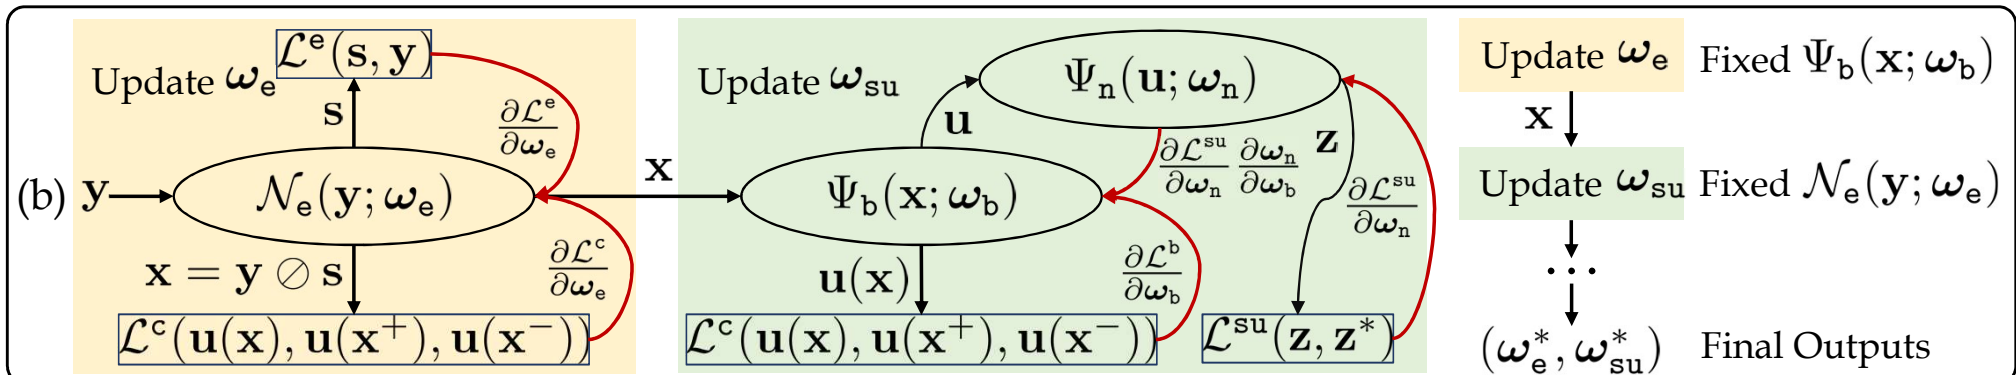 (b)
Update ω_e
ℒ^e(s, y)
s
∂ℒ^e/∂ω_e
y
𝒩_e(y; ω_e)
x = y ⊘ s
∂ℒ^c/∂ω_e
ℒ^c(u(x), u(x⁺), u(x⁻))
x
Update ω_su
Ψ_n(u; ω_n)
u
∂ℒ^su/∂ω_n ∂ω_n/∂ω_b
z
∂ℒ^su/∂ω_n
Ψ_b(x; ω_b)
u(x)
∂ℒ^b/∂ω_b
ℒ^c(u(x), u(x⁺), u(x⁻))
ℒ^su(z, z*)
Update ω_e Fixed Ψ_b(x; ω_b)
x
Update ω_su Fixed 𝒩_e(y; ω_e)
...
(ω_e*, ω_su*) Final Outputs